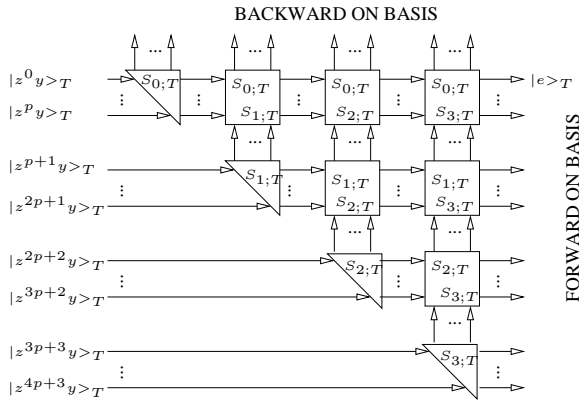 BACKWARD ON BASIS
... ... ... ...
|z^0 y>_T S_{0;T} S_{0;T} S_{0;T} S_{0;T} |e>_T
⋮ ⋮ ⋮ ⋮ ⋮ ⋮
|z^p y>_T S_{1;T} S_{2;T} S_{3;T}
... ... ...
|z^{p+1} y>_T S_{1;T} S_{1;T} S_{1;T}
⋮ ⋮ ⋮ ⋮
|z^{2p+1} y>_T S_{2;T} S_{3;T}
... ...
|z^{2p+2} y>_T S_{2;T} S_{2;T}
⋮ ⋮ ⋮
|z^{3p+2} y>_T S_{3;T}
...
|z^{3p+3} y>_T S_{3;T}
⋮ ⋮
|z^{4p+3} y>_T
FORWARD ON BASIS